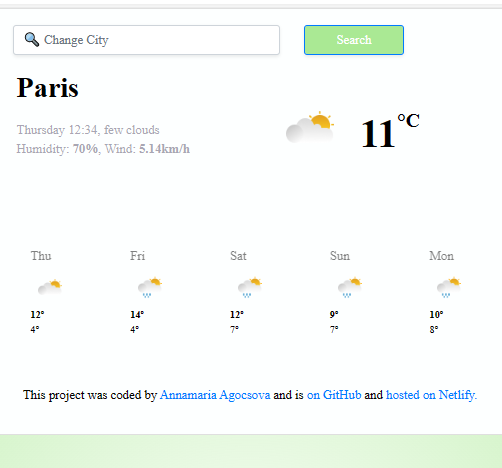 Change City
Search
Paris
Thursday 12:34, few clouds
Humidity: 70%, Wind: 5.14km/h
11°C
Thu Fri Sat Sun Mon
12° 14° 12° 9° 10°
4° 4° 7° 7° 8°
This project was coded by Annamaria Agocsova and is on GitHub and hosted on Netlify.